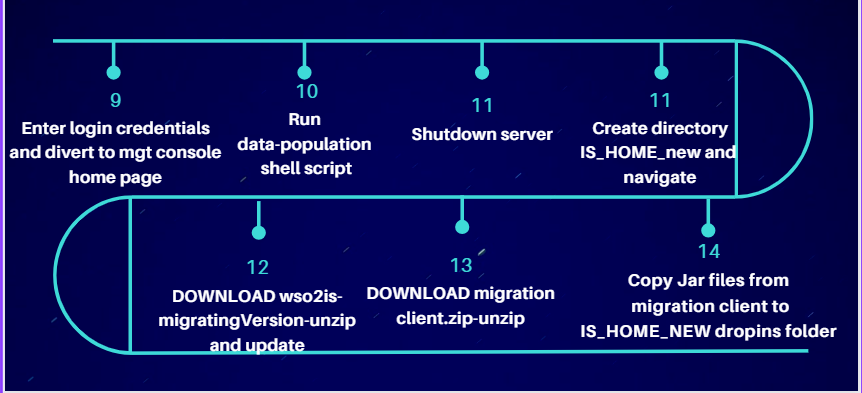 9
Enter login credentials
and divert to mgt console
home page
10
Run
data-population
shell script
11
Shutdown server
11
Create directory
IS_HOME_new and
navigate
12
DOWNLOAD wso2is-
migratingVersion-unzip
and update
13
DOWNLOAD migration
client.zip-unzip
14
Copy Jar files from
migration client to
IS_HOME_NEW dropins folder